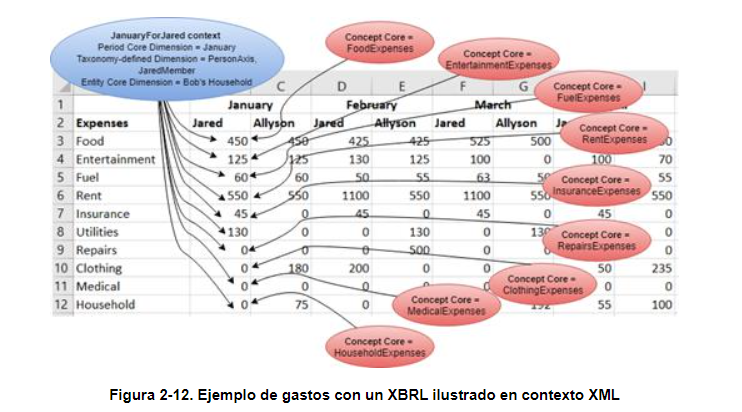 JanuaryForJared context
Period Core Dimension = January
Taxonomy-defined Dimension = PersonAxis,
JaredMember
Entity Core Dimension = Bob's Household
Concept Core =
FoodExpenses
Concept Core =
EntertainmentExpenses
Concept Core =
FuelExpenses
Concept Core =
RentExpenses
Concept Core =
InsuranceExpenses
Concept Core =
RepairsExpenses
Concept Core =
ClothingExpenses
Concept Core =
MedicalExpenses
Concept Core =
HouseholdExpenses
C D E F G
1 January February March
2 Expenses Jared Allyson Jared Allyson Jared Allyson
3 Food 450 450 425 425 525 500
4 Entertainment 125 125 130 125 100 0 100 70
5 Fuel 60 60 50 55 63 55
6 Rent 550 550 1100 550 1100 550 550
7 Insurance 45 0 45 0 45 0 45 0
8 Utilities 130 0 0 130 0 0
9 Repairs 0 0 0 500 0 0
10 Clothing 0 180 200 0 0 50 235
11 Medical 0 0 0 0 0
12 Household 0 75 0 55 100
Figura 2-12. Ejemplo de gastos con un XBRL ilustrado en contexto XML